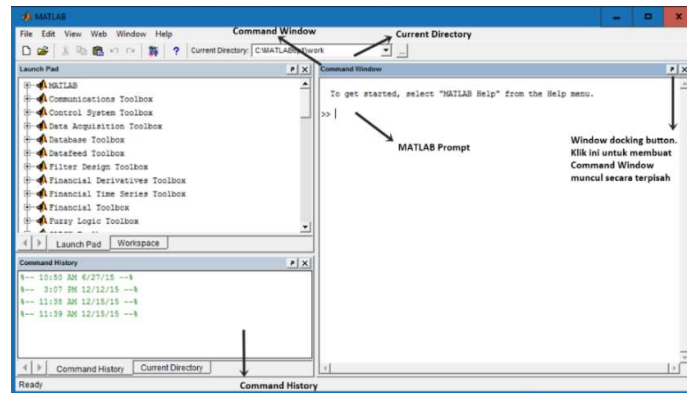 MATLAB
File Edit View Web Window Help
Command Window
Current Directory
? Current Directory:
work
...
Launch Pad
MATLAB
Communications Toolbox
Control System Toolbox
Data Acquisition Toolbox
Database Toolbox
Datafeed Toolbox
Filter Design Toolbox
Financial Derivatives Toolbox
Financial Time Series Toolbox
Financial Toolbox
Fuzzy Logic Toolbox
Launch Pad Workspace
Command History
%-- 10:50 AM 6/27/15 --%
%-- 3:07 PM 12/12/15 --%
%-- 11:38 AM 12/15/15 --%
%-- 11:39 AM 12/15/15 --%
Command History Current Directory
Ready
Command History
Command Window
To get started, select "MATLAB Help" from the Help menu.
>>
MATLAB Prompt
Window docking button.
Klik ini untuk membuat
Command Window
muncul secara terpisah